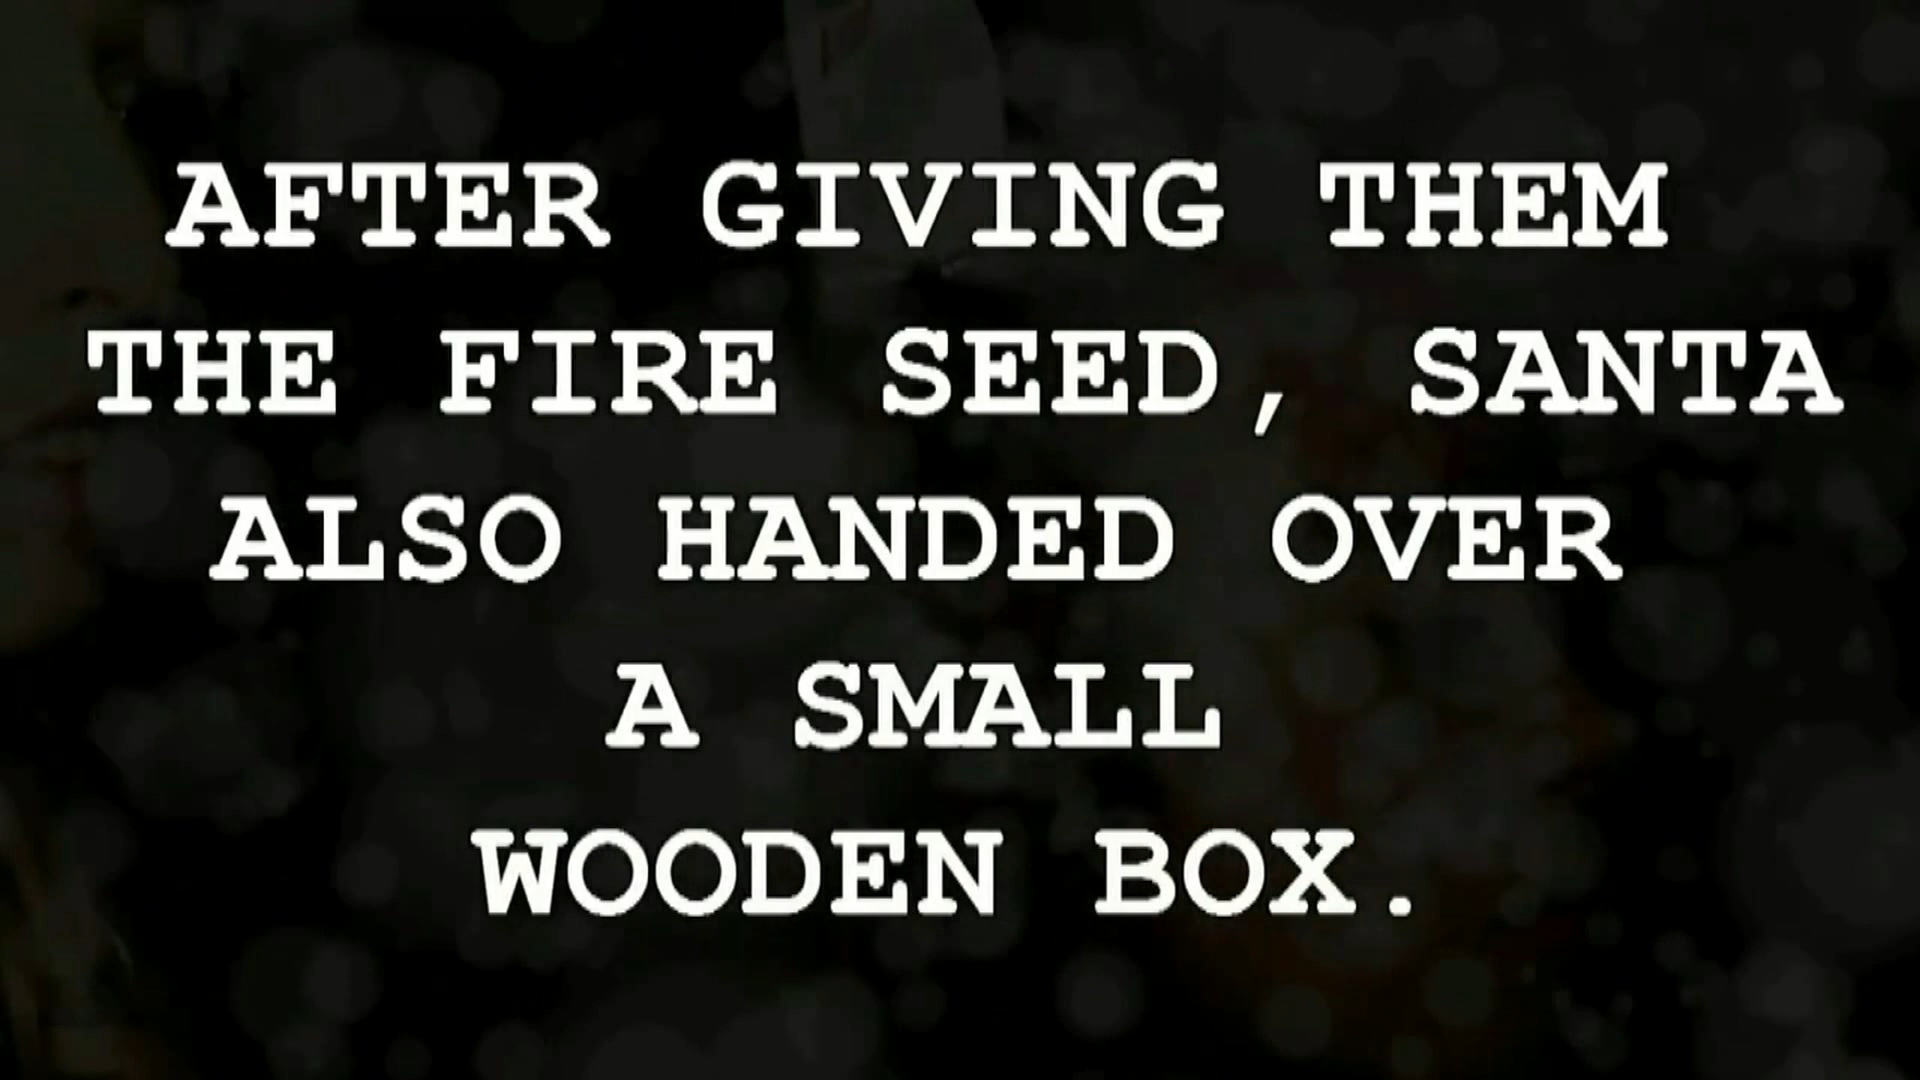 AFTER GIVING THEM
THE FIRE SEED, SANTA
ALSO HANDED OVER
A SMALL
WOODEN BOX.